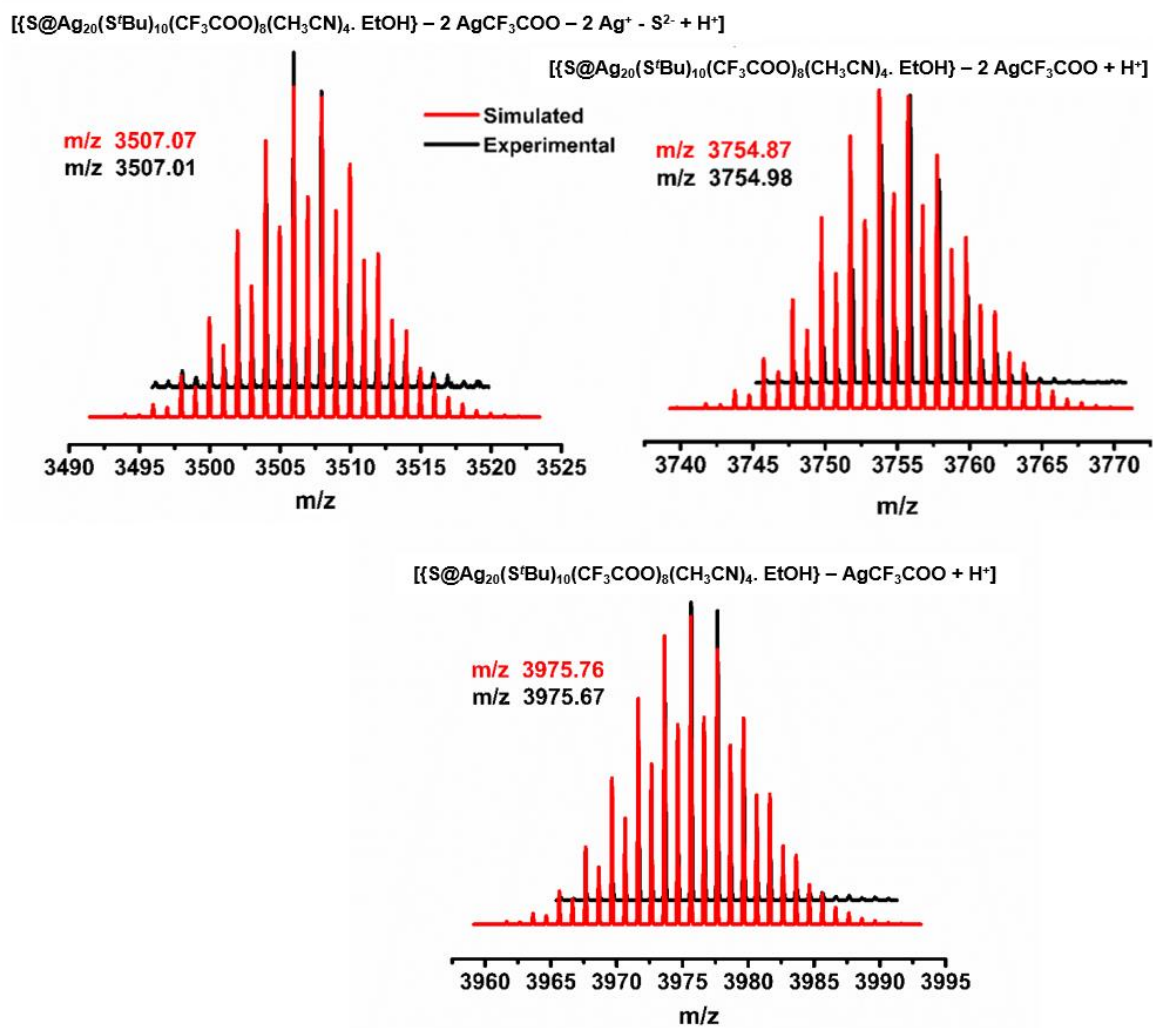 [{S@Ag₂₀(SᵗBu)₁₀(CF₃COO)₈(CH₃CN)₄. EtOH} – 2 AgCF₃COO – 2 Ag⁺ - S²⁻ + H⁺]
[{S@Ag₂₀(SᵗBu)₁₀(CF₃COO)₈(CH₃CN)₄. EtOH} – 2 AgCF₃COO + H⁺]
m/z 3507.07
m/z 3507.01
Simulated
Experimental
m/z 3754.87
m/z 3754.98
3490 3495 3500 3505 3510 3515 3520 3525
m/z
3740 3745 3750 3755 3760 3765 3770
m/z
[{S@Ag₂₀(SᵗBu)₁₀(CF₃COO)₈(CH₃CN)₄. EtOH} – AgCF₃COO + H⁺]
m/z 3975.76
m/z 3975.67
3960 3965 3970 3975 3980 3985 3990 3995
m/z